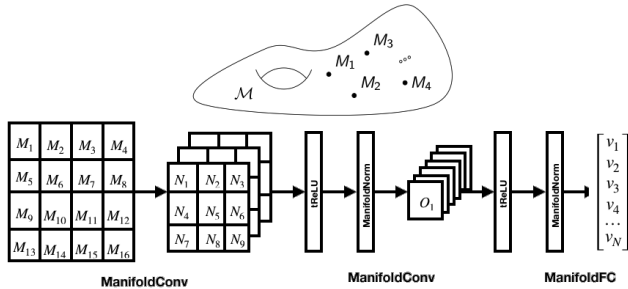 M₃
M₁
ℳ
M₂
M₄
M₁ M₂ M₃ M₄
M₅ M₆ M₇ M₈
M₉ M₁₀ M₁₁ M₁₂
M₁₃ M₁₄ M₁₅ M₁₆
N₁ N₂ N₃
N₄ N₅ N₆
N₇ N₈ N₉
tReLU
ManifoldNorm
O₁
tReLU
ManifoldNorm
v₁
v₂
v₃
v₄
...
v_N
ManifoldConv
ManifoldConv
ManifoldFC